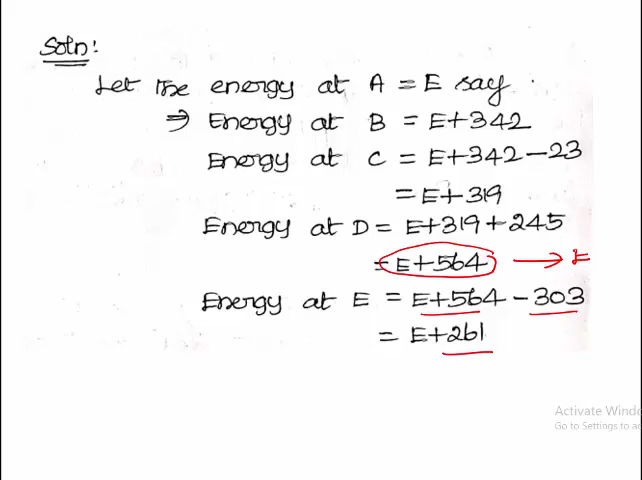 Soln:
Let the energy at A = E say.
⇒ Energy at B = E+342
Energy at C = E+342-23
= E+319
Energy at D = E+319+245
= E+564 → E
Energy at E = E+564 - 303
= E+261
Activate Windo
Go to Settings to a